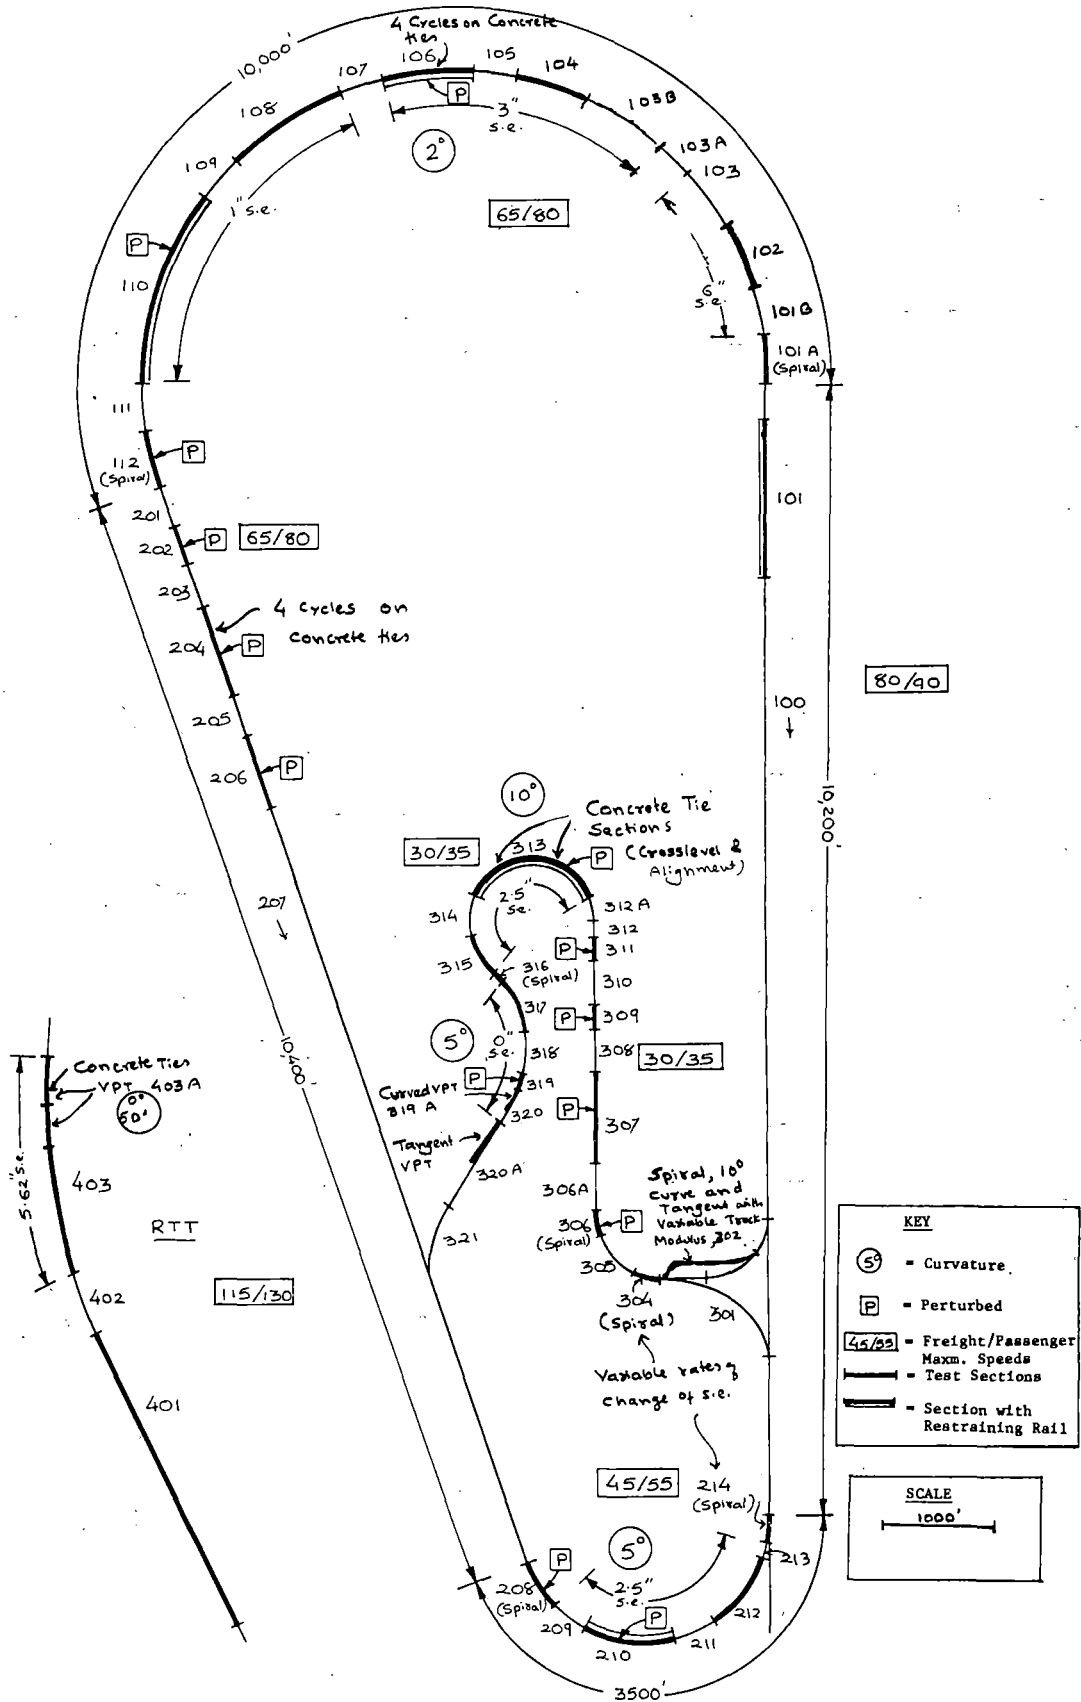 4 Cycles on Concrete
ties
10,000'
106
105
104
107
P
3"
s.e.
108
103B
2°
103A
103
109
1" s.e.
65/80
P
102
110
6"
s.e.
101B
101A
(Spiral)
111
P
112
(Spiral)
101
201
P
65/80
202
203
4 Cycles on
Concrete ties
204
P
80/90
100
205
206
P
10,200'
10°
Concrete Tie
Sections
313
P
(Crosslevel &
Alignment)
30/35
2.5"
s.e.
207
314
312A
312
P
311
315
316
(Spiral)
310
317
P
309
5°
0"
s.e.
318
308
30/35
10,400'
Concrete Ties
VPT 403A
0°
50'
P
319
Curved VPT
319 A
320
P
307
Tangent
VPT
320A
403
5.62" s.e.
RTT
306A
Spiral, 10°
Curve and
Tangent with
Variable Track
Modulus, 302
306
(Spiral)
P
321
305
402
115/130
304
(Spiral)
301
KEY
5° = Curvature
P = Perturbed
45/55 = Freight/Passenger
Maxm. Speeds
= Test Sections
= Section with
Restraining Rail
401
Variable rates of
change of s.e.
45/55
214
(Spiral)
SCALE
1000'
5°
213
P
2.5"
s.e.
208
(Spiral)
P
212
209
210
211
3500'